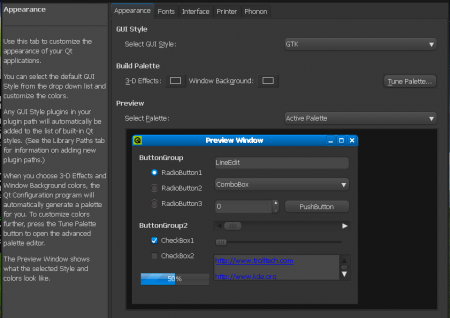 Appearance
Use this tab to customize the
appearance of your Qt
applications.
You can select the default GUI
Style from the drop down list and
customize the colors.
Any GUI Style plugins in your
plugin path will automatically be
added to the list of built-in Qt
styles. (See the Library Paths tab
for information on adding new
plugin paths.)
When you choose 3-D Effects and
Window Background colors, the
Qt Configuration program will
automatically generate a palette
for you. To customize colors
further, press the Tune Palette
button to open the advanced
palette editor.
The Preview Window shows
what the selected Style and
colors look like.
Appearance Fonts Interface Printer Phonon
GUI Style
Select GUI Style: GTK
Build Palette
3-D Effects: Window Background: Tune Palette...
Preview
Select Palette: Active Palette
Preview Window
ButtonGroup
RadioButton1
RadioButton2
RadioButton3
LineEdit
ComboBox
0 PushButton
ButtonGroup2
CheckBox1
CheckBox2
50%
http://www.trolltech.com
http://www.kde.org